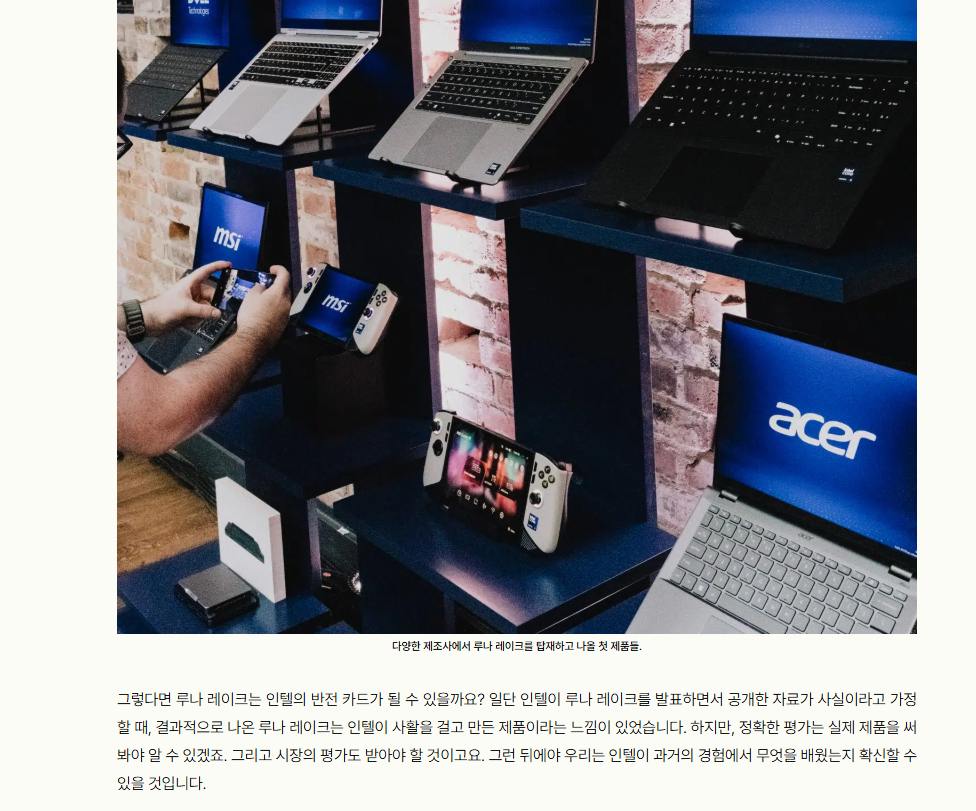 DELL
Technologies
msi
msi
acer
acer
다양한 제조사에서 루나 레이크를 탑재하고 나올 첫 제품들.
그렇다면 루나 레이크는 인텔의 반전 카드가 될 수 있을까요? 일단 인텔이 루나 레이크를 발표하면서 공개한 자료가 사실이라고 가정
할 때, 결과적으로 나온 루나 레이크는 인텔이 사활을 걸고 만든 제품이라는 느낌이 있었습니다. 하지만, 정확한 평가는 실제 제품을 써
봐야 알 수 있겠죠. 그리고 시장의 평가도 받아야 할 것이고요. 그런 뒤에야 우리는 인텔이 과거의 경험에서 무엇을 배웠는지 확신할 수
있을 것입니다.